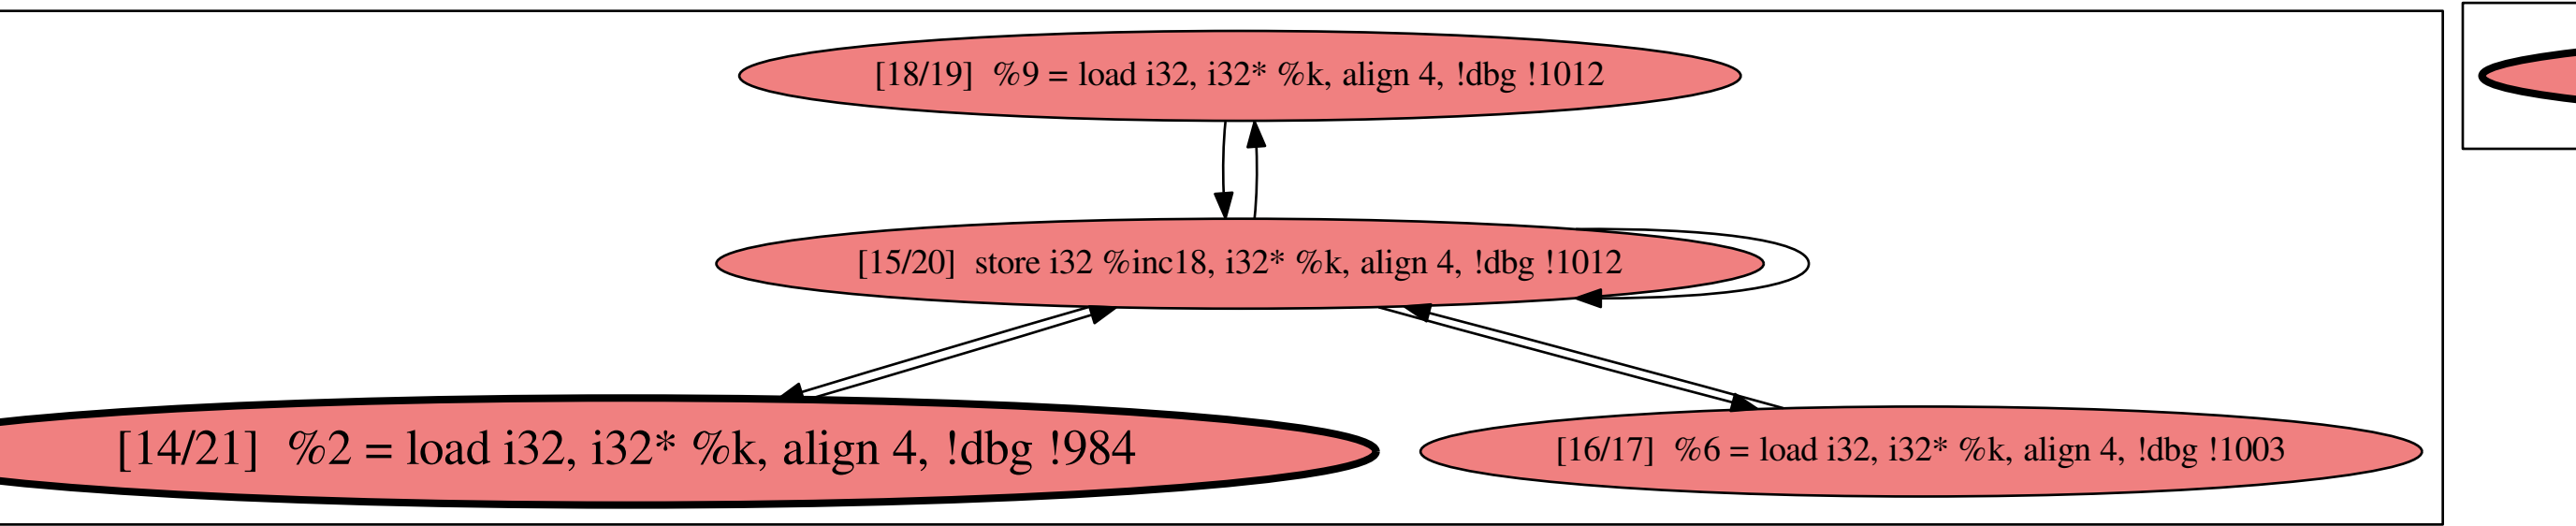 [18/19]  %9 = load i32, i32* %k, align 4, !dbg !1012
[15/20]  store i32 %inc18, i32* %k, align 4, !dbg !1012
[14/21]  %2 = load i32, i32* %k, align 4, !dbg !984
[16/17]  %6 = load i32, i32* %k, align 4, !dbg !1003